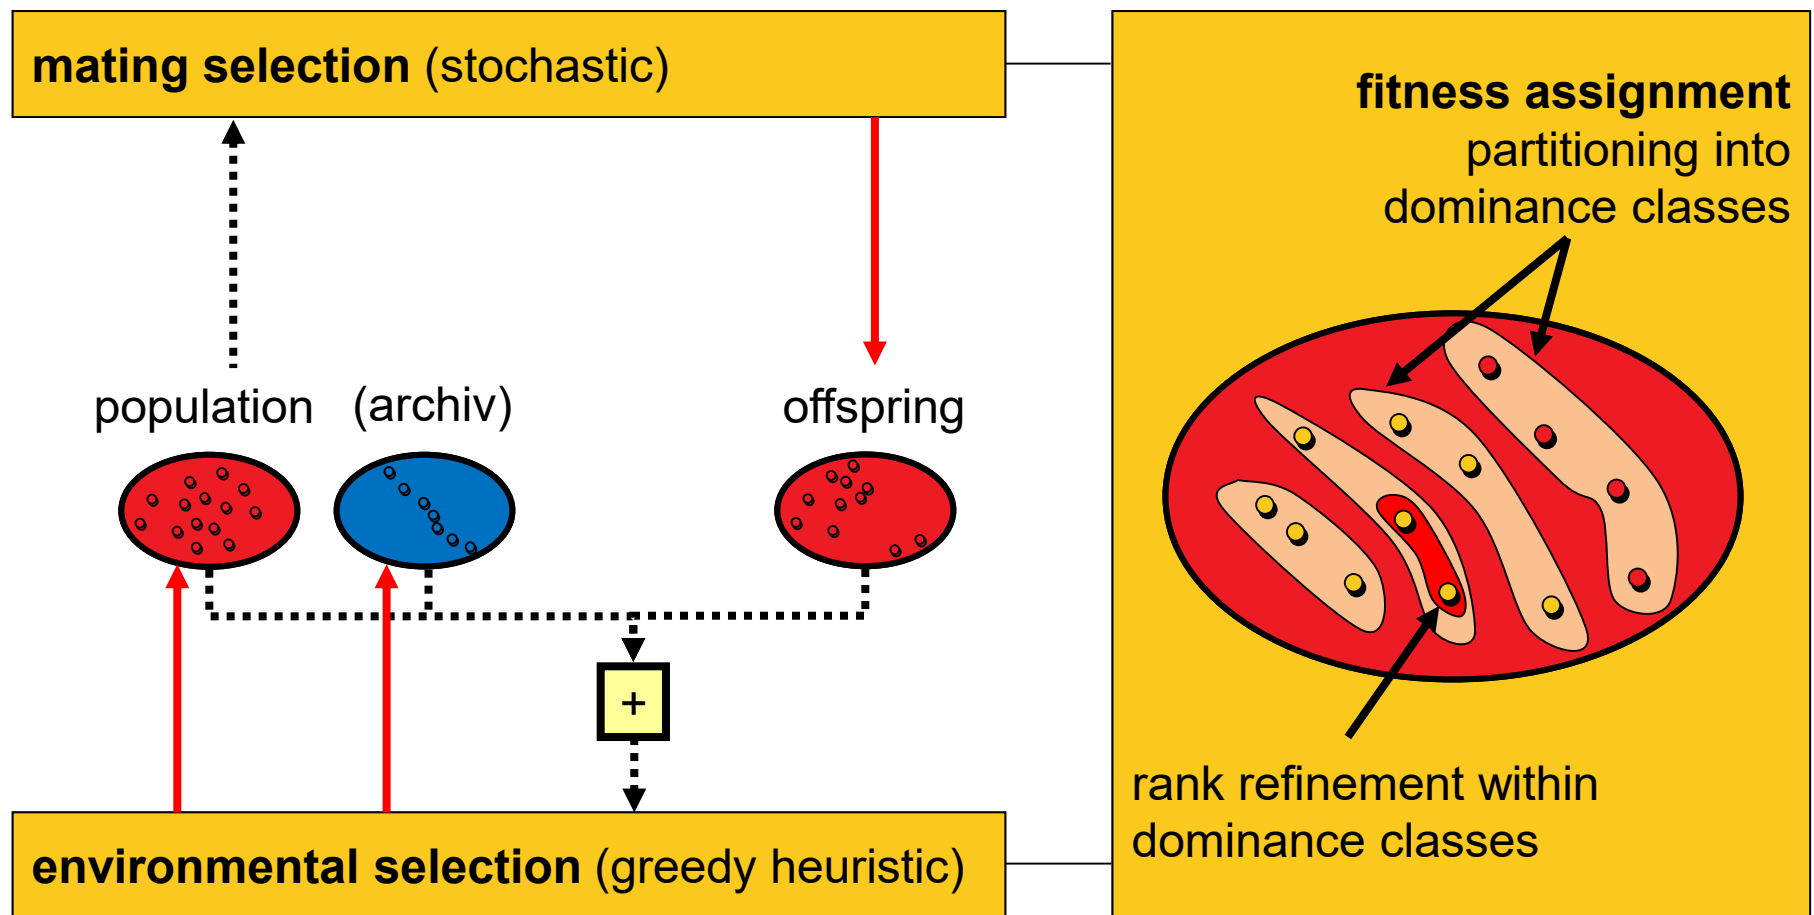 mating selection (stochastic)
fitness assignment
partitioning into
dominance classes
population
(archiv)
offspring
+
rank refinement within
dominance classes
environmental selection (greedy heuristic)